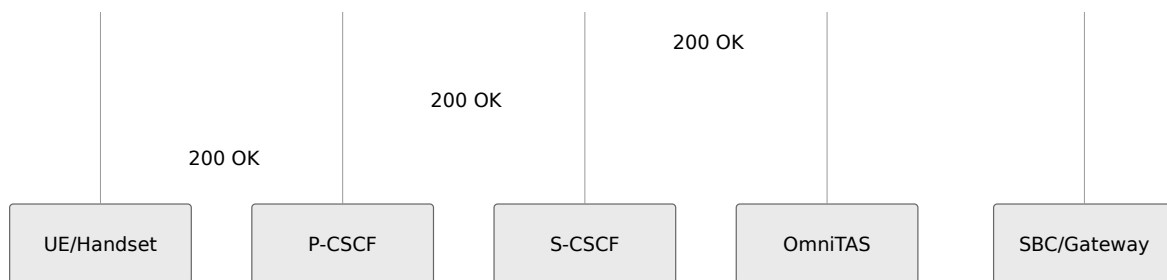 200 OK
200 OK
200 OK
UE/Handset
P-CSCF
S-CSCF
OmniTAS
SBC/Gateway